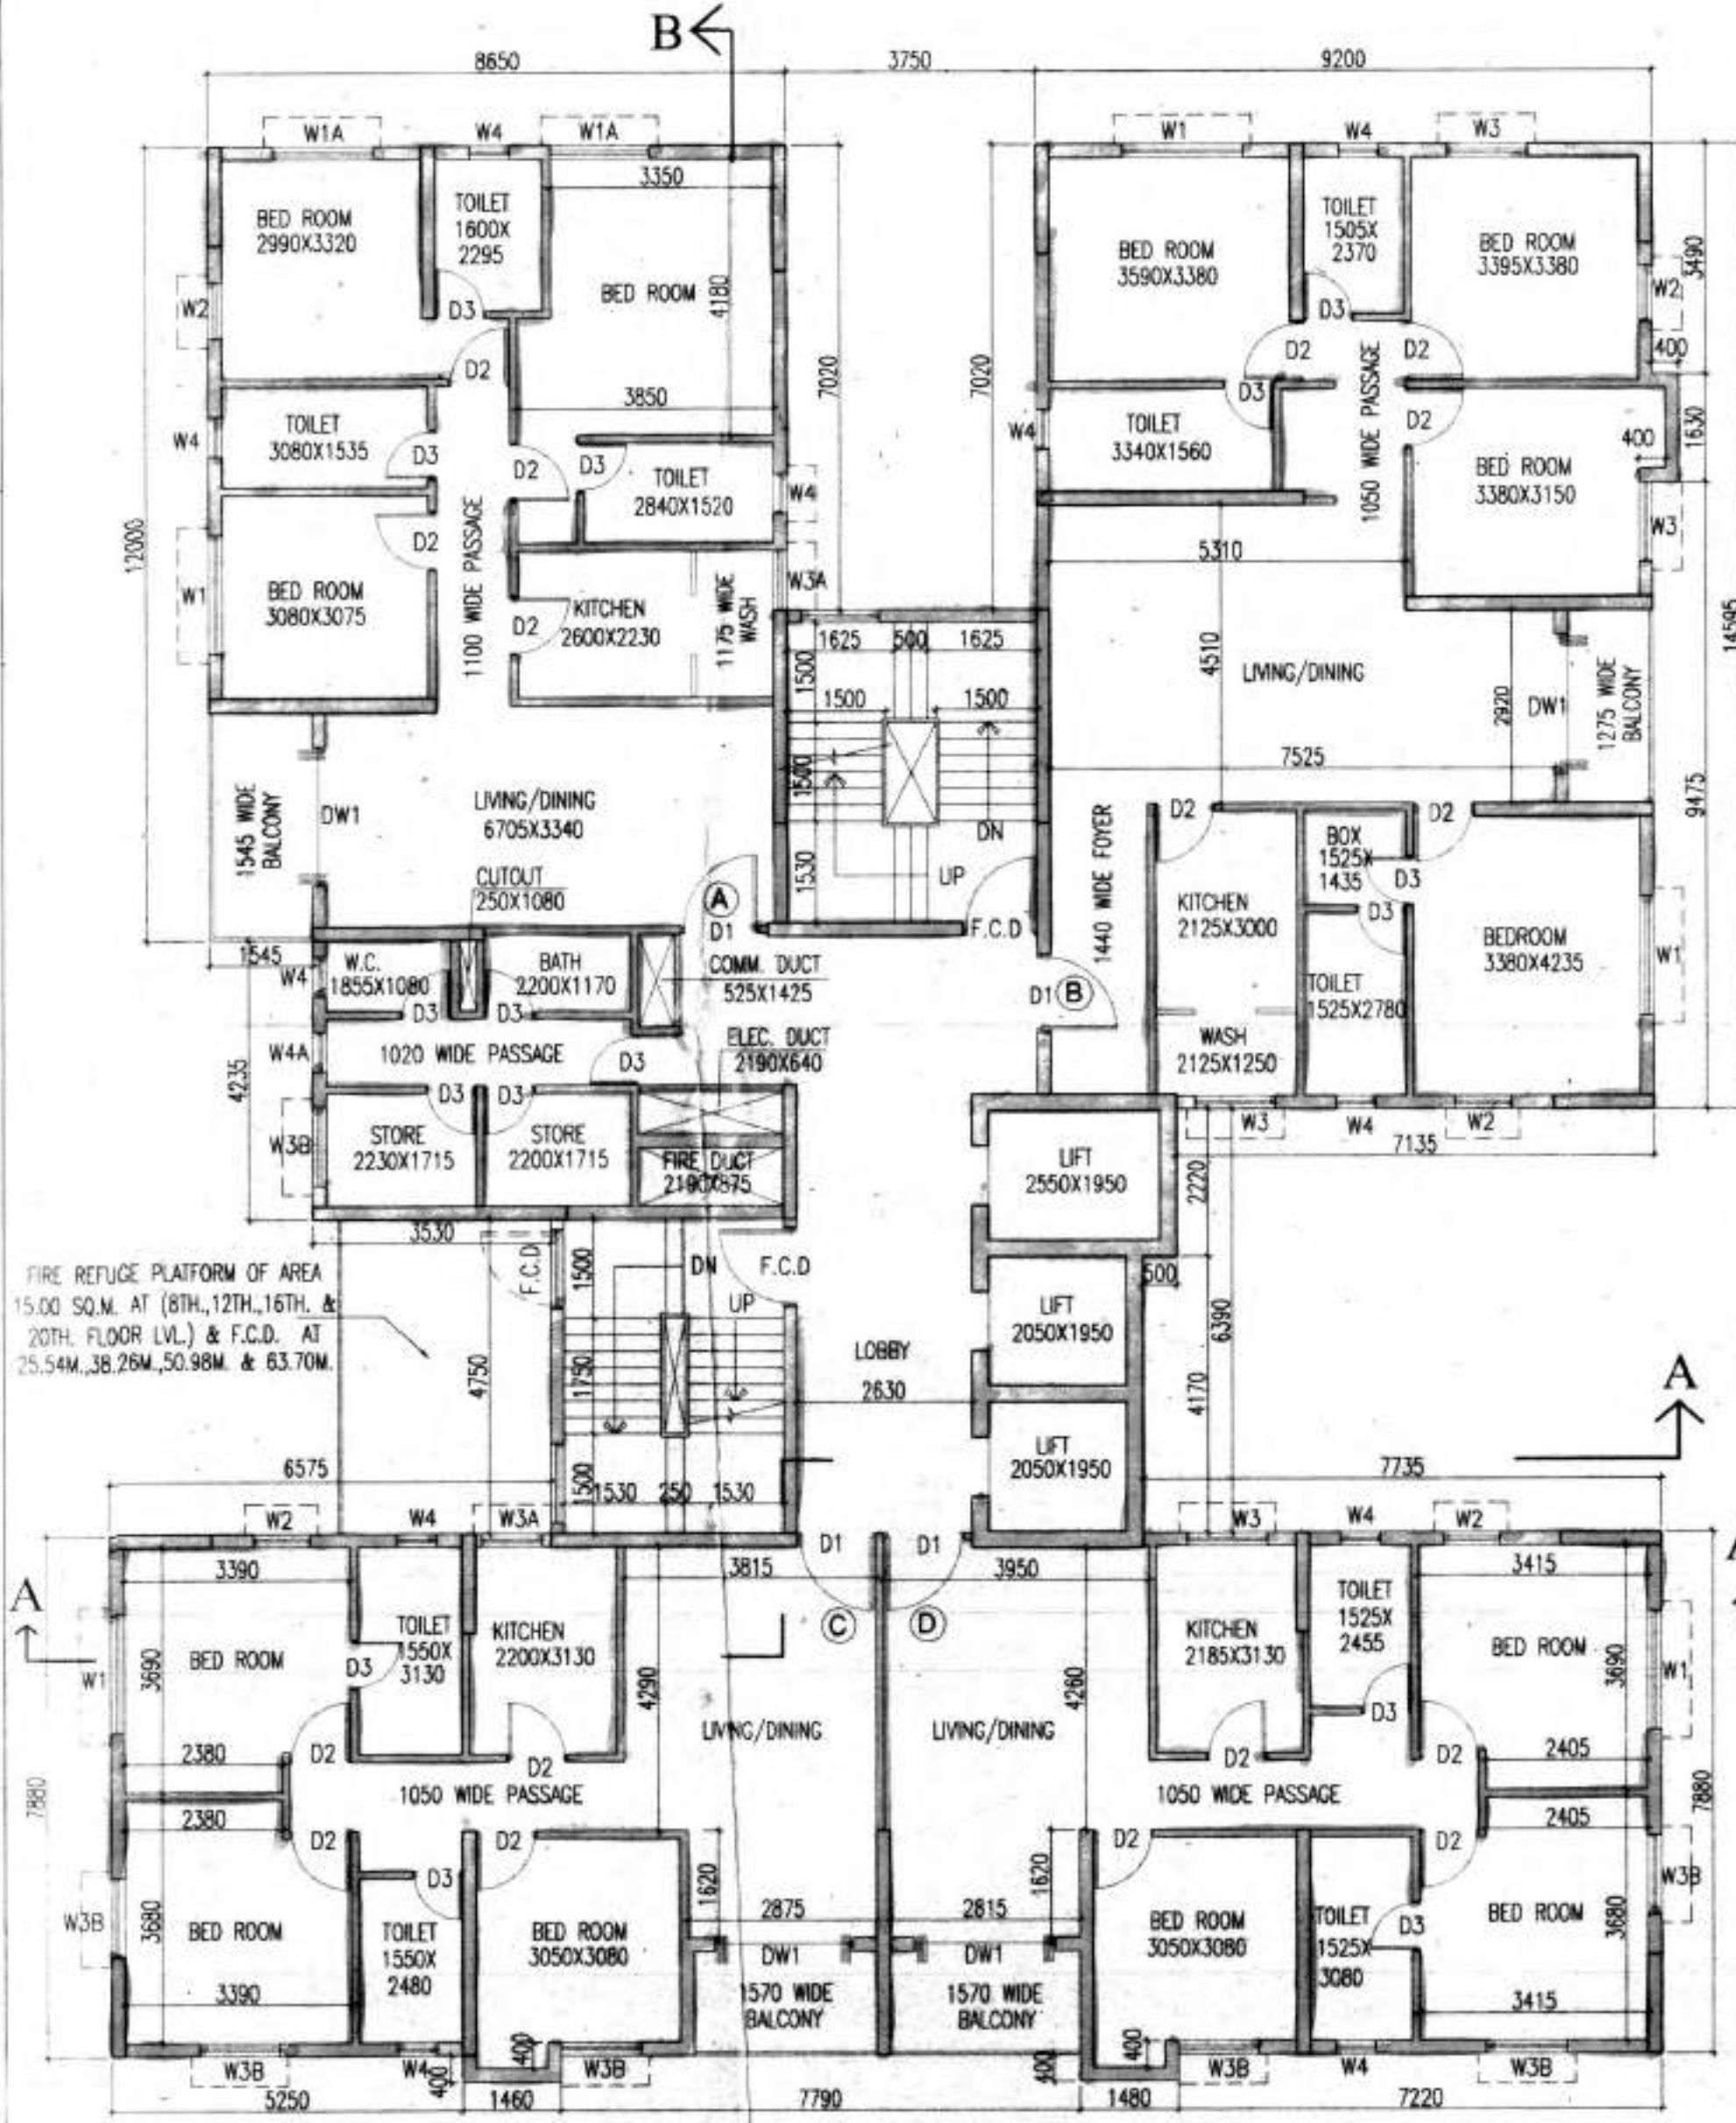 B
8650
3750
9200
W1A
W4
W1A
W1
W4
W3
3350
TOILET
1600X
2295
BED ROOM
2990X3320
BED ROOM
4180
W2
D3
D2
3850
TOILET
3080X1535
W4
D3
D2
D3
TOILET
2840X1520
W4
12000
7020
7020
BED ROOM
3590X3380
TOILET
1505X
2370
BED ROOM
3395X3380
3490
W2
D3
D2
D2
400
D3
1050 WIDE PASSAGE
D2
W4
TOILET
3340X1560
400
1630
BED ROOM
3380X3150
W3
D2
W1
BED ROOM
3080X3075
1100 WIDE PASSAGE
D2
KITCHEN
2600X2230
1175 WIDE
WASH
W3A
5310
4510
LIVING/DINING
2920
DW1
1275 WIDE
BALCONY
14595
1625
500
1625
1500
1500
1500
1500
1530
DN
UP
7525
9475
1545 WIDE
BALCONY
DW1
LIVING/DINING
6705X3340
CUTOUT
250X1080
A
D1
F.C.D
1440 WIDE FOYER
D2
BOX
1525X
1435
D2
D3
D3
KITCHEN
2125X3000
BEDROOM
3380X4235
W1
1545
W4
W.C.
1855X1080
BATH
2200X1170
COMM. DUCT
525X1425
D1
B
TOILET
1525X2780
D3
D3
W4A
1020 WIDE PASSAGE
D3
ELEC. DUCT
2190X640
WASH
2125X1250
4235
D3
D3
W3B
STORE
2230X1715
STORE
2200X1715
FIRE DUCT
2190X875
LIFT
2550X1950
2220
W3
W4
W2
7135
3530
F.C.D
1500
DN
F.C.D
UP
500
FIRE REFUGE PLATFORM OF AREA
15.00 SQ.M. AT (8TH.,12TH.,16TH. &
20TH. FLOOR LVL.) & F.C.D. AT
25.54M.,38.26M.,50.98M. & 63.70M.
4750
1750
LOBBY
2630
LIFT
2050X1950
6390
4170
A
LIFT
2050X1950
6575
1500
1530
250
1530
7735
W2
W4
W3A
D1
D1
W3
W4
W2
3390
3815
3950
3415
A
W1
3690
BED ROOM
D3
TOILET
1550X
3130
KITCHEN
2200X3130
4290
C
D
4260
KITCHEN
2185X3130
TOILET
1525X
2455
BED ROOM
3690
W1
D3
LIVING/DINING
LIVING/DINING
2380
D2
D2
D2
D2
2405
7880
1050 WIDE PASSAGE
1050 WIDE PASSAGE
7880
2380
D2
D2
D2
D2
2405
D3
1620
1620
W3B
3680
BED ROOM
TOILET
1550X
2480
BED ROOM
3050X3080
2875
2815
BED ROOM
3050X3080
TOILET
1525X
3080
D3
BED ROOM
3680
W3B
DW1
DW1
3390
1570 WIDE
BALCONY
1570 WIDE
BALCONY
3415
400
400
W3B
W4
400
W3B
400
W3B
W4
W3B
5250
1460
7790
1480
7220